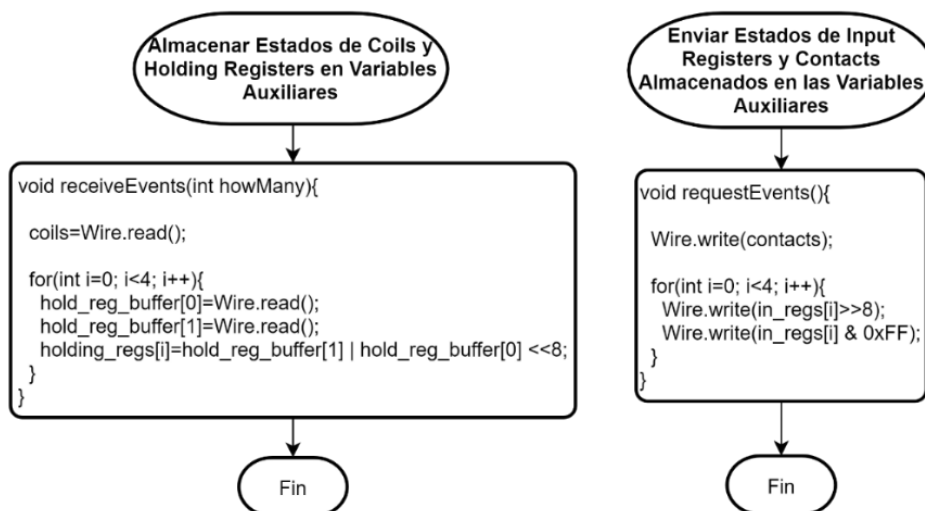 Almacenar Estados de Coils y
Holding Registers en Variables
Auxiliares
void receiveEvents(int howMany){
coils=Wire.read();
for(int i=0; i<4; i++){
hold_reg_buffer[0]=Wire.read();
hold_reg_buffer[1]=Wire.read();
holding_regs[i]=hold_reg_buffer[1] | hold_reg_buffer[0] <<8;
}
}
Fin
Enviar Estados de Input
Registers y Contacts
Almacenados en las Variables
Auxiliares
void requestEvents(){
Wire.write(contacts);
for(int i=0; i<4; i++){
Wire.write(in_regs[i]>>8);
Wire.write(in_regs[i] & 0xFF);
}
}
Fin